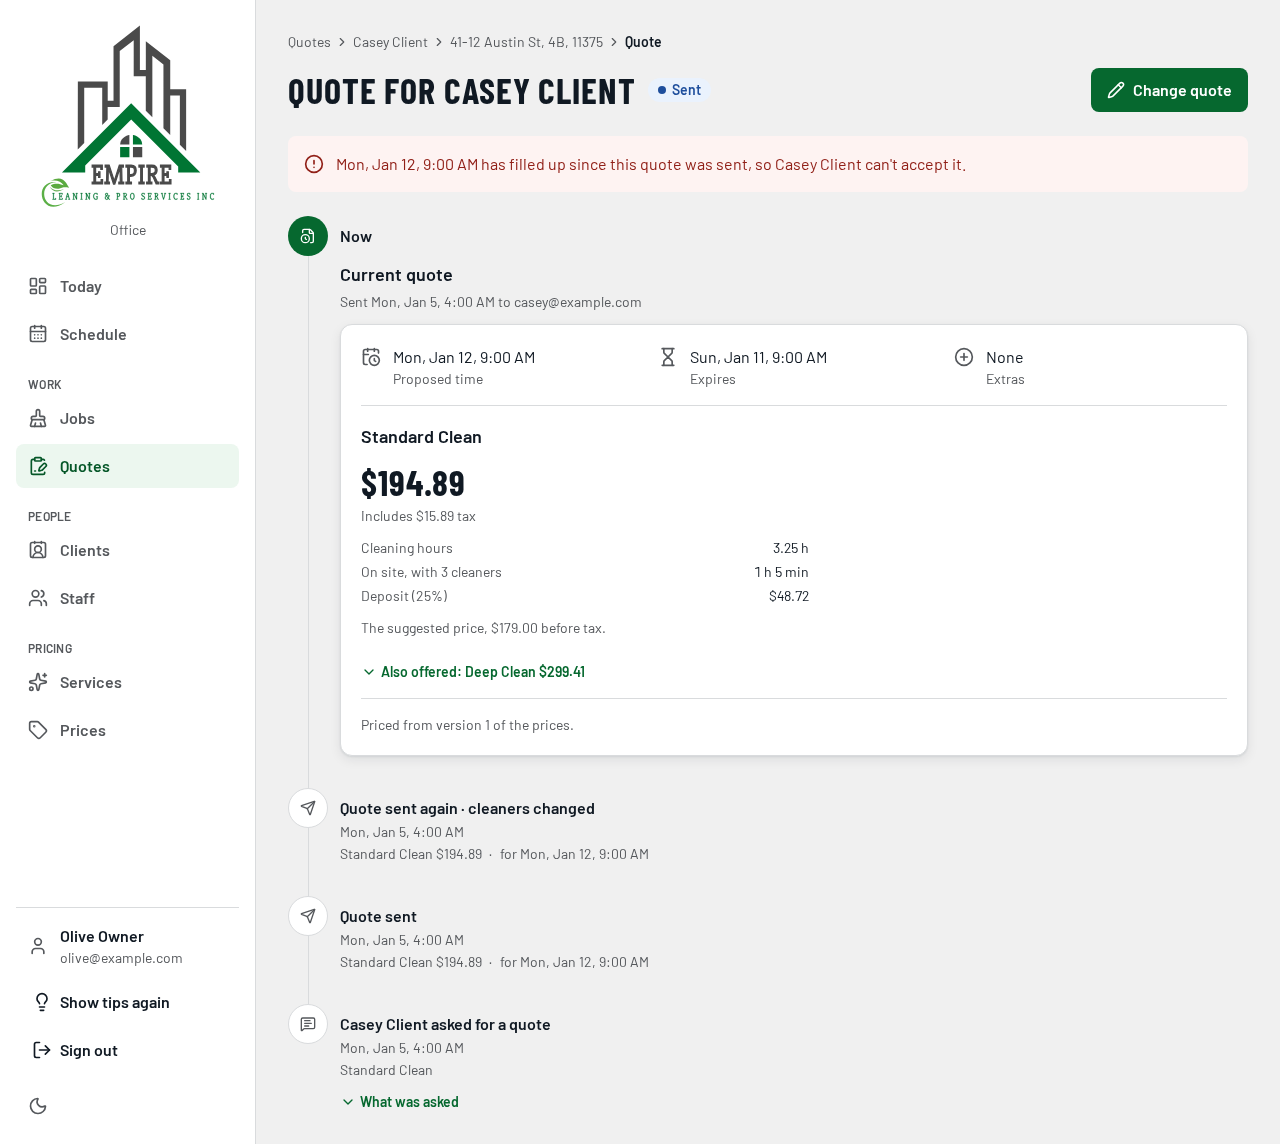 EMPIRE
LEANING & PRO SERVICES INC
Office
Today
Schedule
WORK
Jobs
Quotes
PEOPLE
Clients
Staff
PRICING
Services
Prices
Olive Owner
olive@example.com
Show tips again
Sign out
Quotes > Casey Client > 41-12 Austin St, 4B, 11375 > Quote
QUOTE FOR CASEY CLIENT
Sent
Change quote
Mon, Jan 12, 9:00 AM has filled up since this quote was sent, so Casey Client can't accept it.
Now
Current quote
Sent Mon, Jan 5, 4:00 AM to casey@example.com
Mon, Jan 12, 9:00 AM
Proposed time
Sun, Jan 11, 9:00 AM
Expires
None
Extras
Standard Clean
$194.89
Includes $15.89 tax
Cleaning hours 3.25 h
On site, with 3 cleaners 1 h 5 min
Deposit (25%) $48.72
The suggested price, $179.00 before tax.
Also offered: Deep Clean $299.41
Priced from version 1 of the prices.
Quote sent again · cleaners changed
Mon, Jan 5, 4:00 AM
Standard Clean $194.89 · for Mon, Jan 12, 9:00 AM
Quote sent
Mon, Jan 5, 4:00 AM
Standard Clean $194.89 · for Mon, Jan 12, 9:00 AM
Casey Client asked for a quote
Mon, Jan 5, 4:00 AM
Standard Clean
What was asked